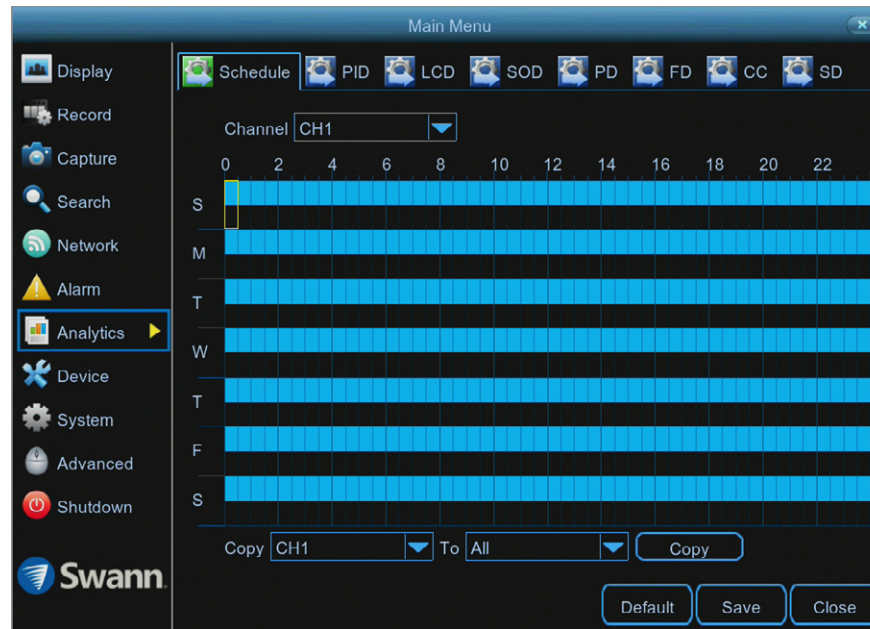 Main Menu
Display
Record
Capture
Search
Network
Alarm
Analytics
Device
System
Advanced
Shutdown
Swann
Schedule PID LCD SOD PD FD CC SD
Channel CH1
0 2 4 6 8 10 12 14 16 18 20 22
S
M
T
W
T
F
S
Copy CH1 To All Copy
Default Save Close